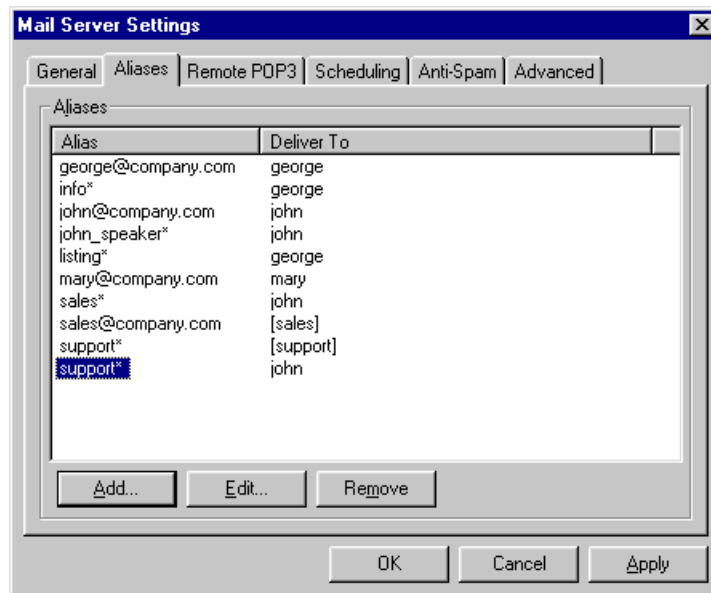 Mail Server Settings
General Aliases Remote POP3 Scheduling Anti-Spam Advanced
Aliases
Alias Deliver To
george@company.com george
info* george
john@company.com john
john_speaker* john
listing* george
mary@company.com mary
sales* john
sales@company.com [sales]
support* [support]
support* john
Add... Edit... Remove
OK Cancel Apply